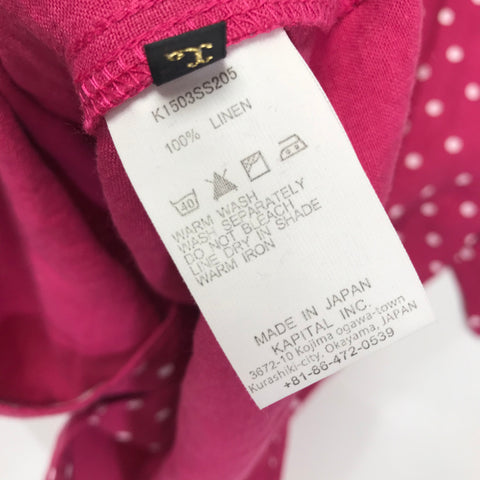 K1503SS205
100% LINEN
40
WARM WASH
WASH SEPARATELY
DO NOT BLEACH
LINE DRY IN SHADE
WARM IRON
MADE IN JAPAN
KAPITAL INC.
3672-10 Kojima ogawa-town
Kurashiki-city, Okayama, JAPAN
+81-86-472-0539